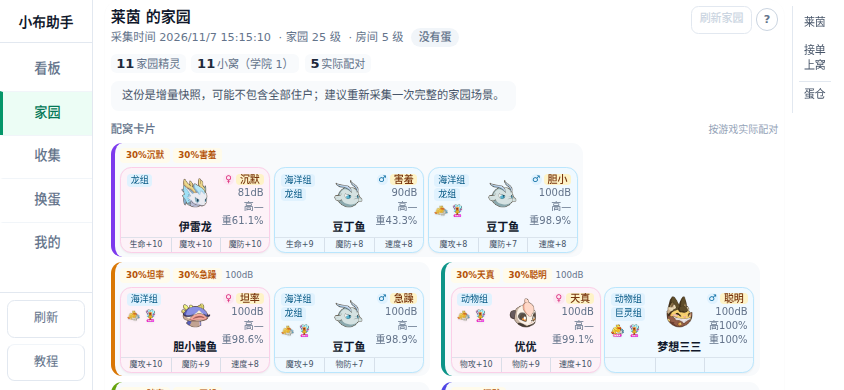 小布助手
看板
家园
收集
换蛋
我的
刷新
教程
莱茵 的家园
采集时间 2026/11/7 15:15:10 · 家园 25 级 · 房间 5 级 没有蛋
刷新家园
?
11 家园精灵 11 小窝（学院 1） 5 实际配对
这份是增量快照，可能不包含全部住户；建议重新采集一次完整的家园场景。
配窝卡片
按游戏实际配对
30%沉默 30%害羞
龙组
♀ 沉默
81dB
高—
重61.1%
伊雷龙
生命+10 魔攻+10 魔防+10
海洋组
龙组
♂ 害羞
90dB
高—
重43.3%
豆丁鱼
生命+9 魔防+8 速度+8
海洋组
龙组
♂ 胆小
100dB
高—
重98.9%
豆丁鱼
魔攻+8 魔防+7 速度+8
30%坦率 30%急躁 100dB
海洋组
♀ 坦率
100dB
高—
重98.6%
胆小鳗鱼
魔攻+10 魔防+9 速度+8
海洋组
龙组
♂ 急躁
100dB
高—
重98.9%
豆丁鱼
魔攻+9 物防+7
30%天真 30%聪明 100dB
动物组
♀ 天真
100dB
高—
重99.1%
优优
物攻+10 物防+9 速度+10
动物组
巨灵组
♂ 聪明
100dB
高100%
重100%
梦想三三
莱茵
接单
上窝
蛋仓